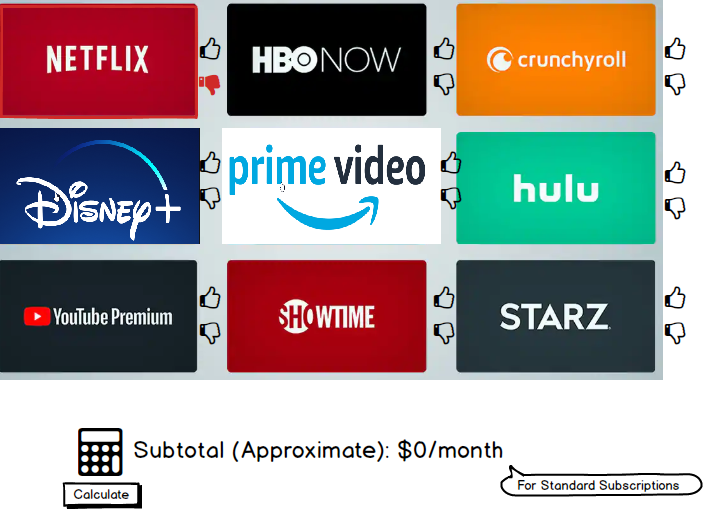 NETFLIX
HBO NOW
crunchyroll
Disney+
prime video
hulu
YouTube Premium
SHOWTIME
STARZ
Subtotal (Approximate): $0/month
Calculate
For Standard Subscriptions